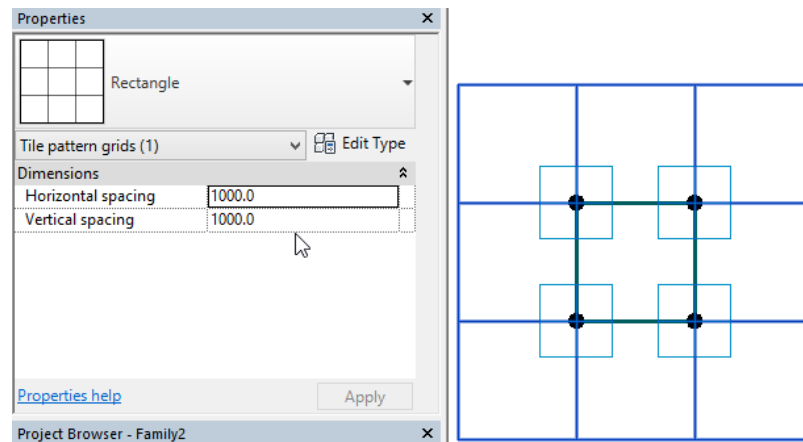 Properties
Rectangle
Tile pattern grids (1)
Edit Type
Dimensions
Horizontal spacing 1000.0
Vertical spacing 1000.0
Properties help
Apply
Project Browser - Family2